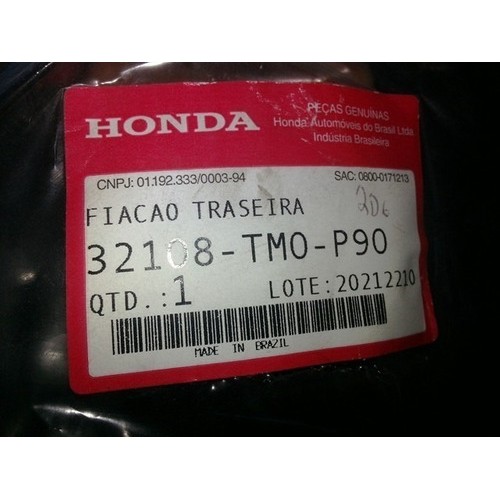 HONDA
PEÇAS GENUÍNAS
Honda Automóveis do Brasil Ltda
Indústria Brasileira
CNPJ: 01.192.333/0003-94
SAC: 0800-0171213
FIACAO TRASEIRA
206
32108-TM0-P90
QTD.:1
LOTE:20212210
MADE IN BRAZIL